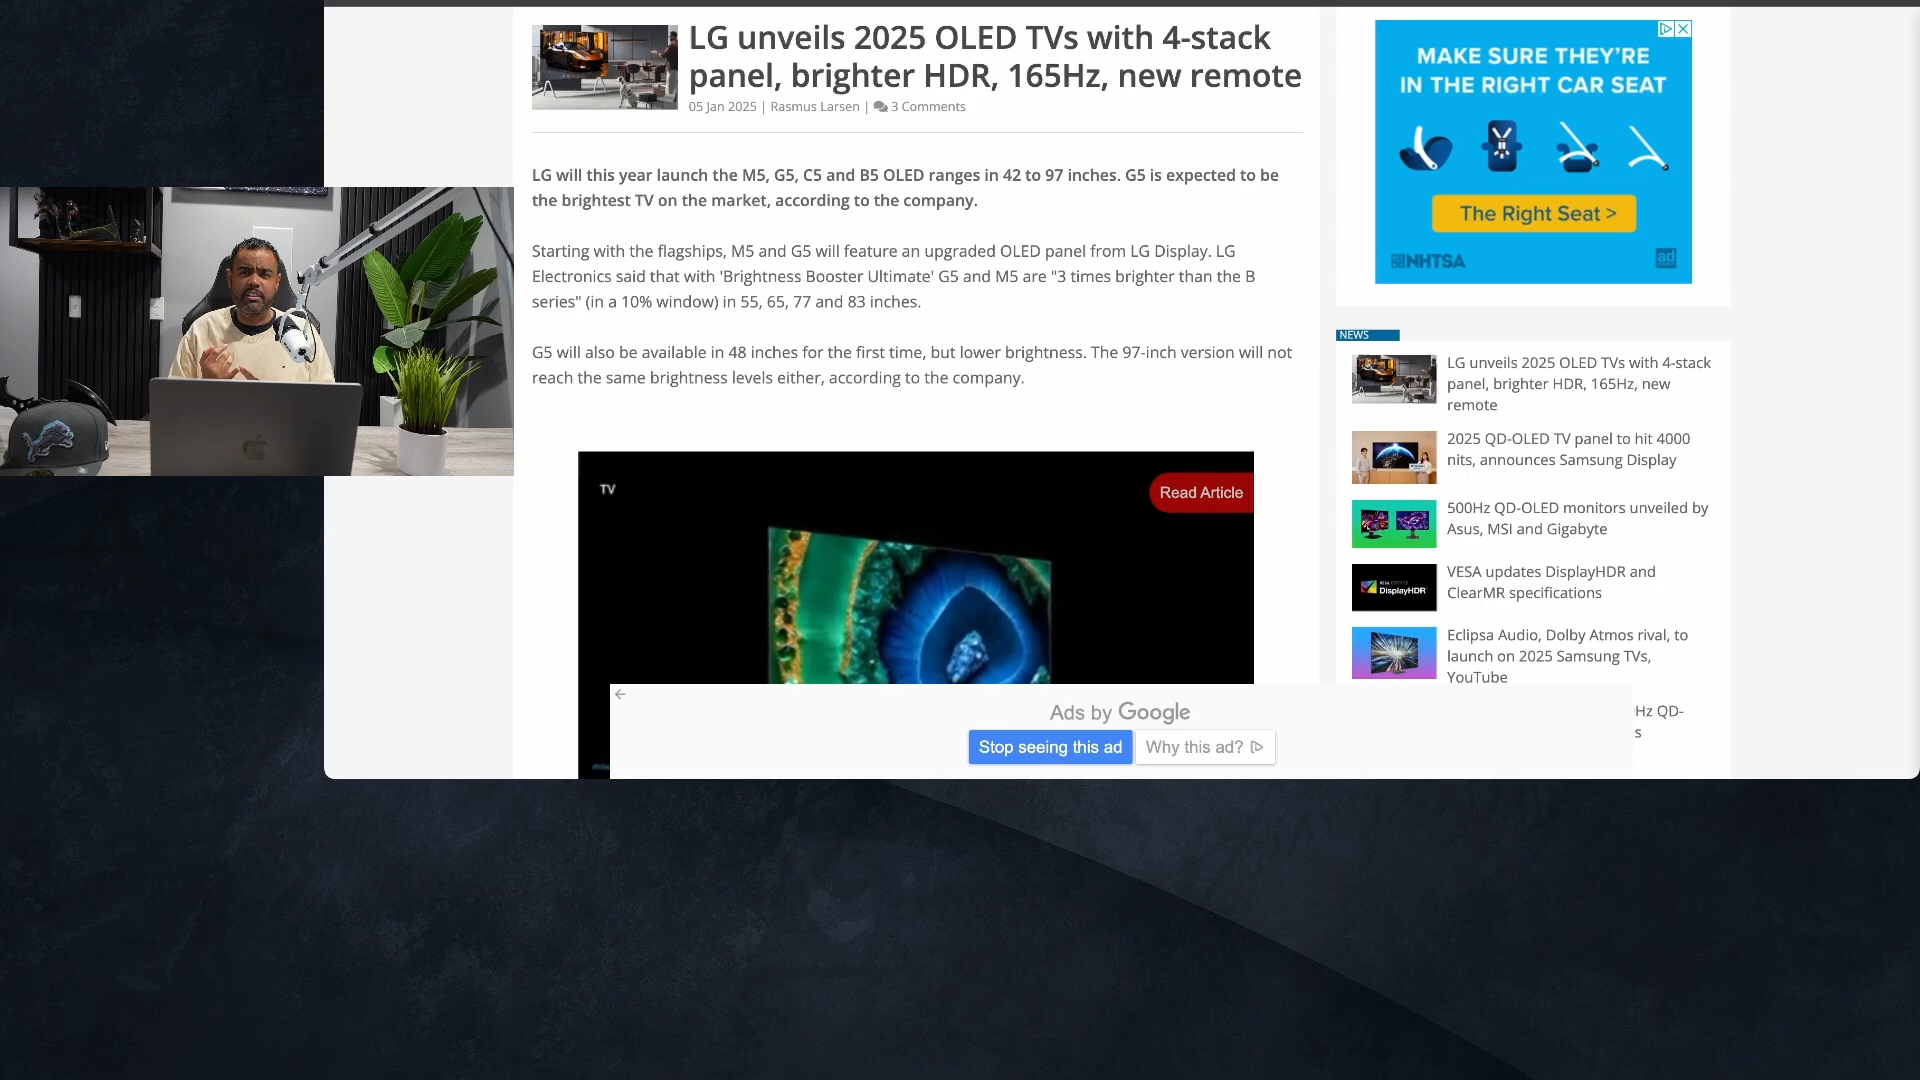 LG unveils 2025 OLED TVs with 4-stack
panel, brighter HDR, 165Hz, new remote
05 Jan 2025 | Rasmus Larsen | 3 Comments
LG will this year launch the M5, G5, C5 and B5 OLED ranges in 42 to 97 inches. G5 is expected to be
the brightest TV on the market, according to the company.
Starting with the flagships, M5 and G5 will feature an upgraded OLED panel from LG Display. LG
Electronics said that with 'Brightness Booster Ultimate' G5 and M5 are "3 times brighter than the B
series" (in a 10% window) in 55, 65, 77 and 83 inches.
G5 will also be available in 48 inches for the first time, but lower brightness. The 97-inch version will not
reach the same brightness levels either, according to the company.
TV
Read Article
Ads by Google
Stop seeing this ad
Why this ad?
MAKE SURE THEY'RE
IN THE RIGHT CAR SEAT
The Right Seat >
NHTSA
ad
NEWS
LG unveils 2025 OLED TVs with 4-stack
panel, brighter HDR, 165Hz, new
remote
2025 QD-OLED TV panel to hit 4000
nits, announces Samsung Display
500Hz QD-OLED monitors unveiled by
Asus, MSI and Gigabyte
DisplayHDR
VESA updates DisplayHDR and
ClearMR specifications
Eclipsa Audio, Dolby Atmos rival, to
launch on 2025 Samsung TVs,
YouTube
Hz QD-
s